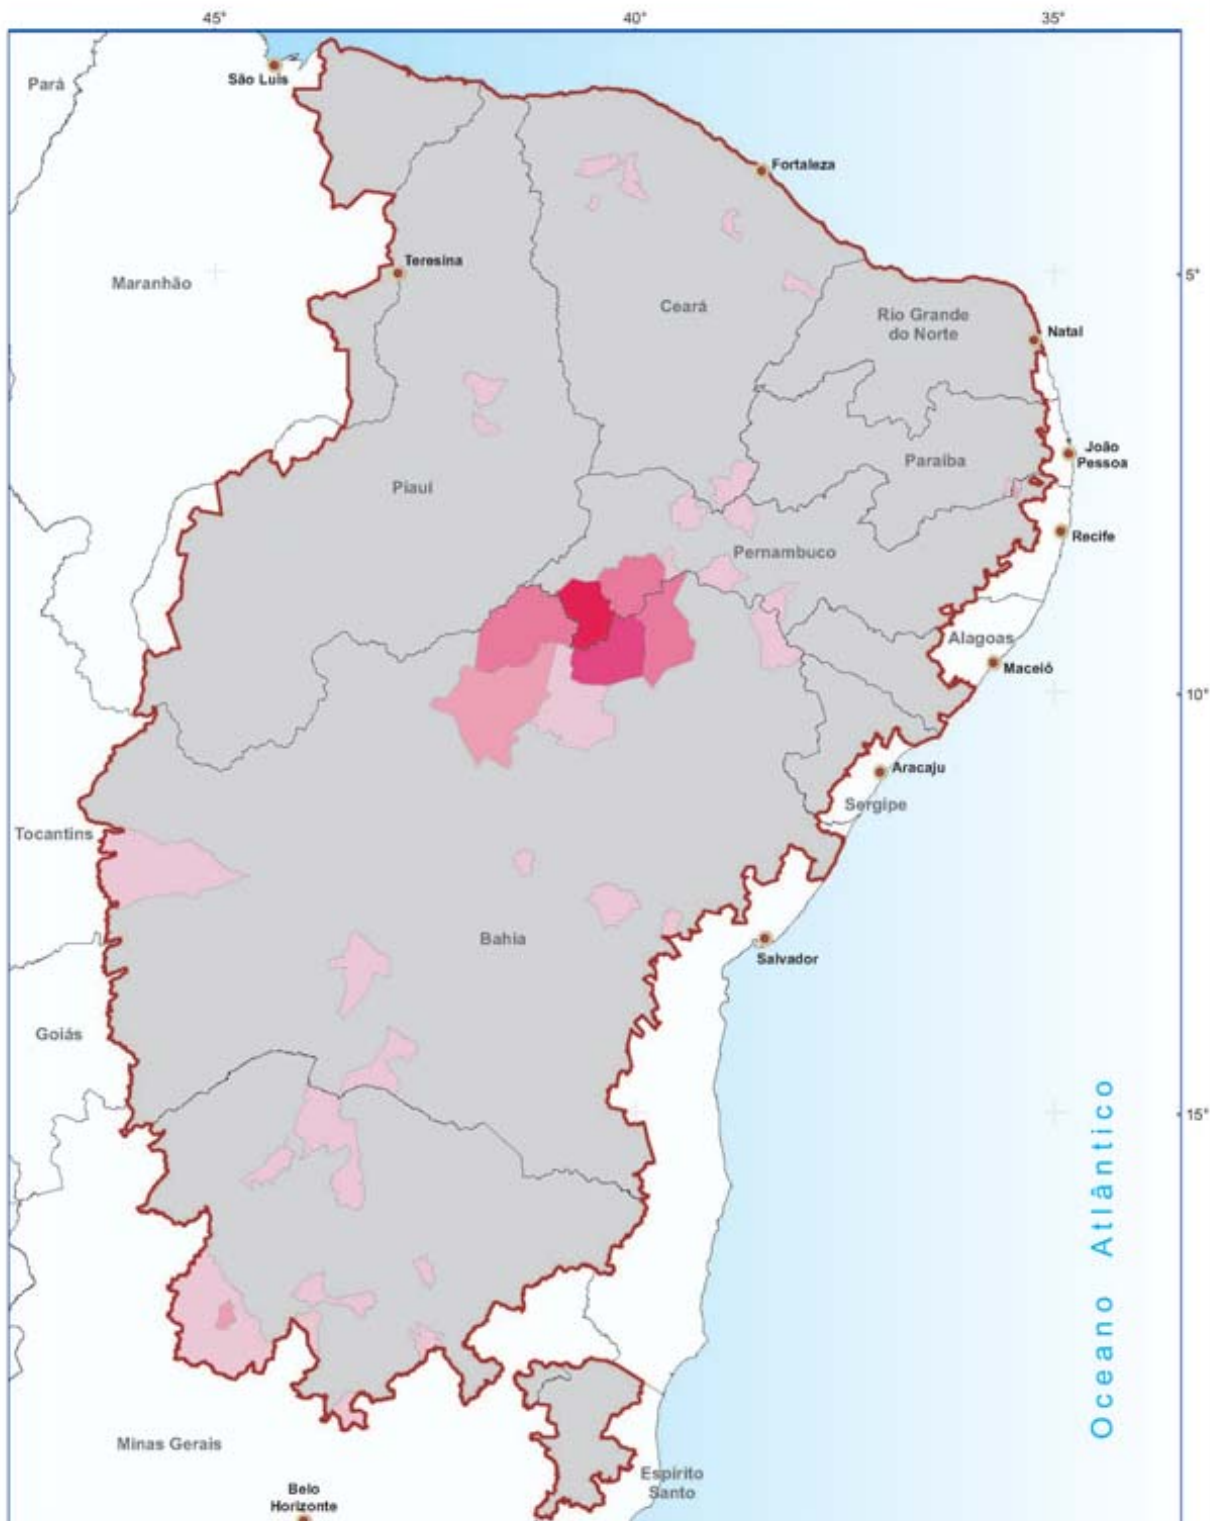 45°
40°
35°
São Luís
Pará
Fortaleza
Teresina
Maranhão
5°
Ceará
Rio Grande
do Norte
Natal
João
Pessoa
Paraíba
Piauí
Recife
Pernambuco
Alagoas
Maceió
10°
Aracaju
Sergipe
Tocantins
Bahia
Salvador
Goiás
15°
Oceano Atlântico
Minas Gerais
Espírito
Santo
Belo
Horizonte